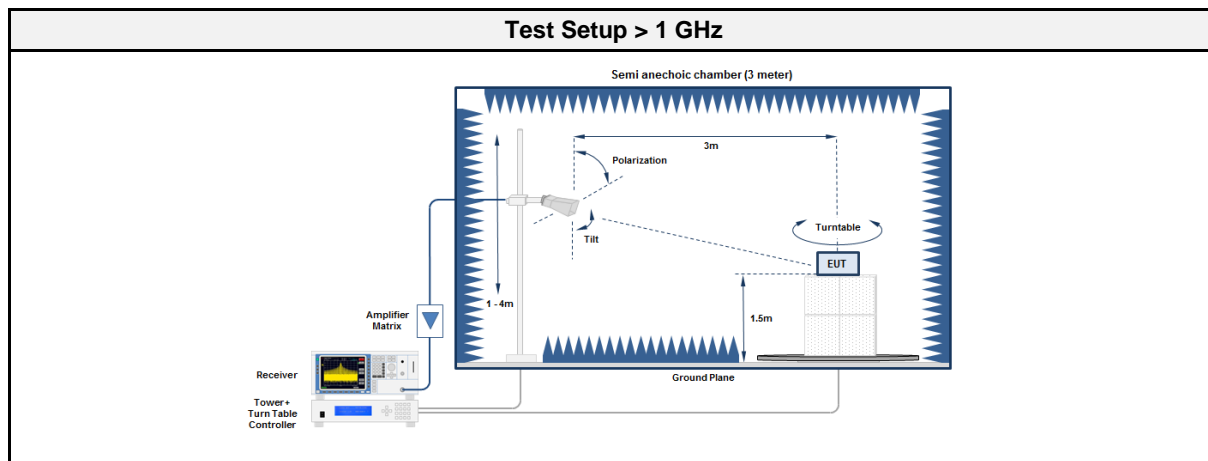 Test Setup > 1 GHz
Semi anechoic chamber (3 meter)
3m
Polarization
Tilt
Turntable
EUT
1 - 4m
1.5m
Amplifier
Matrix
Ground Plane
Receiver
Tower+
Turn Table
Controller